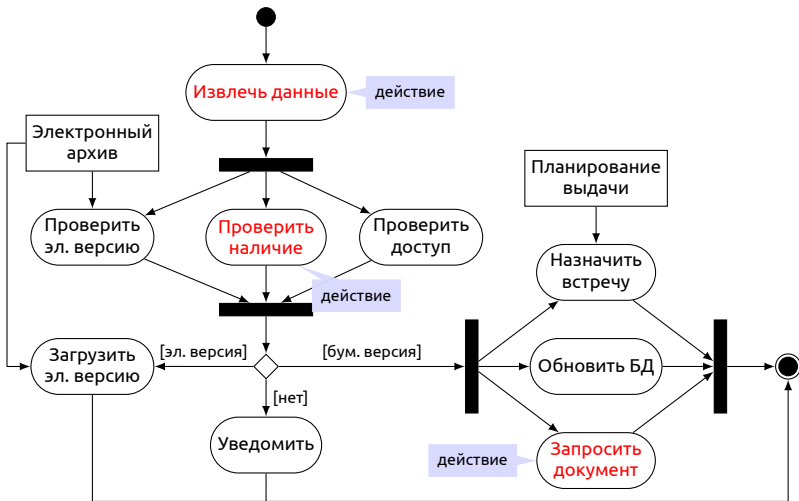 Извлечь данные
действие
Электронный
архив
Планирование
выдачи
Проверить
эл. версию
Проверить
наличие
Проверить
доступ
Назначить
встречу
действие
[эл. версия]
[бум. версия]
Загрузить
эл. версию
Обновить БД
[нет]
Уведомить
действие
Запросить
документ